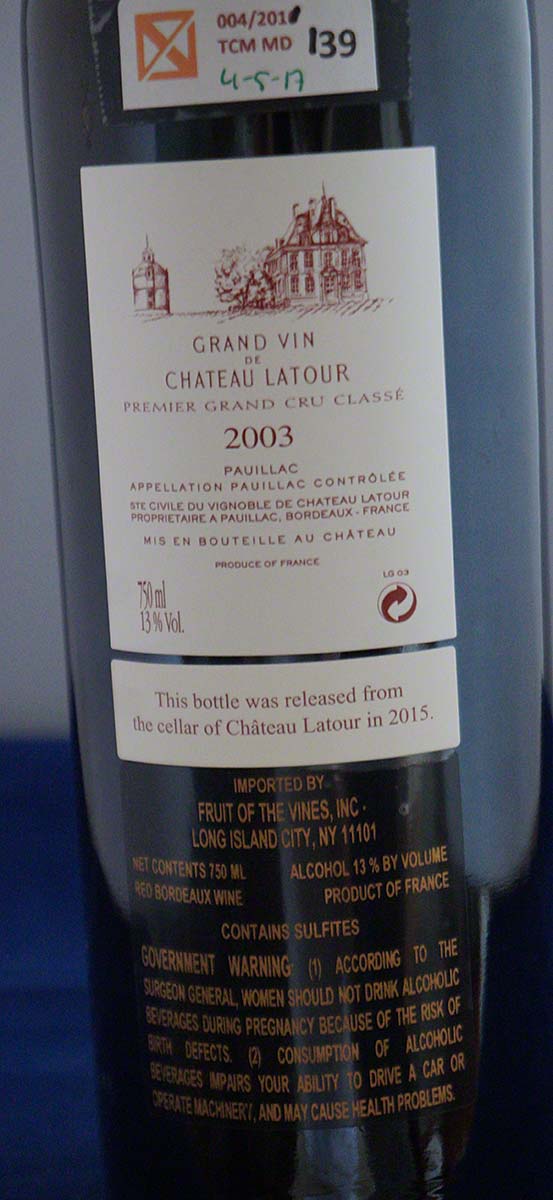 004/2018
TCM MD 139
4-5-17
GRAND VIN
DE
CHATEAU LATOUR
PREMIER GRAND CRU CLASSÉ
2003
PAUILLAC
APPELLATION PAUILLAC CONTRÔLÉE
STE CIVILE DU VIGNOBLE DE CHATEAU LATOUR
PROPRIETAIRE A PAUILLAC, BORDEAUX - FRANCE
MIS EN BOUTEILLE AU CHÂTEAU
PRODUCE OF FRANCE
LG 03
750 ml
13 % Vol.
This bottle was released from
the cellar of Château Latour in 2015.
IMPORTED BY
FRUIT OF THE VINES, INC ·
LONG ISLAND CITY, NY 11101
NET CONTENTS 750 ML ALCOHOL 13 % BY VOLUME
RED BORDEAUX WINE PRODUCT OF FRANCE
CONTAINS SULFITES
GOVERNMENT WARNING: (1) ACCORDING TO THE
SURGEON GENERAL, WOMEN SHOULD NOT DRINK ALCOHOLIC
BEVERAGES DURING PREGNANCY BECAUSE OF THE RISK OF
BIRTH DEFECTS. (2) CONSUMPTION OF ALCOHOLIC
BEVERAGES IMPAIRS YOUR ABILITY TO DRIVE A CAR OR
OPERATE MACHINERY, AND MAY CAUSE HEALTH PROBLEMS.